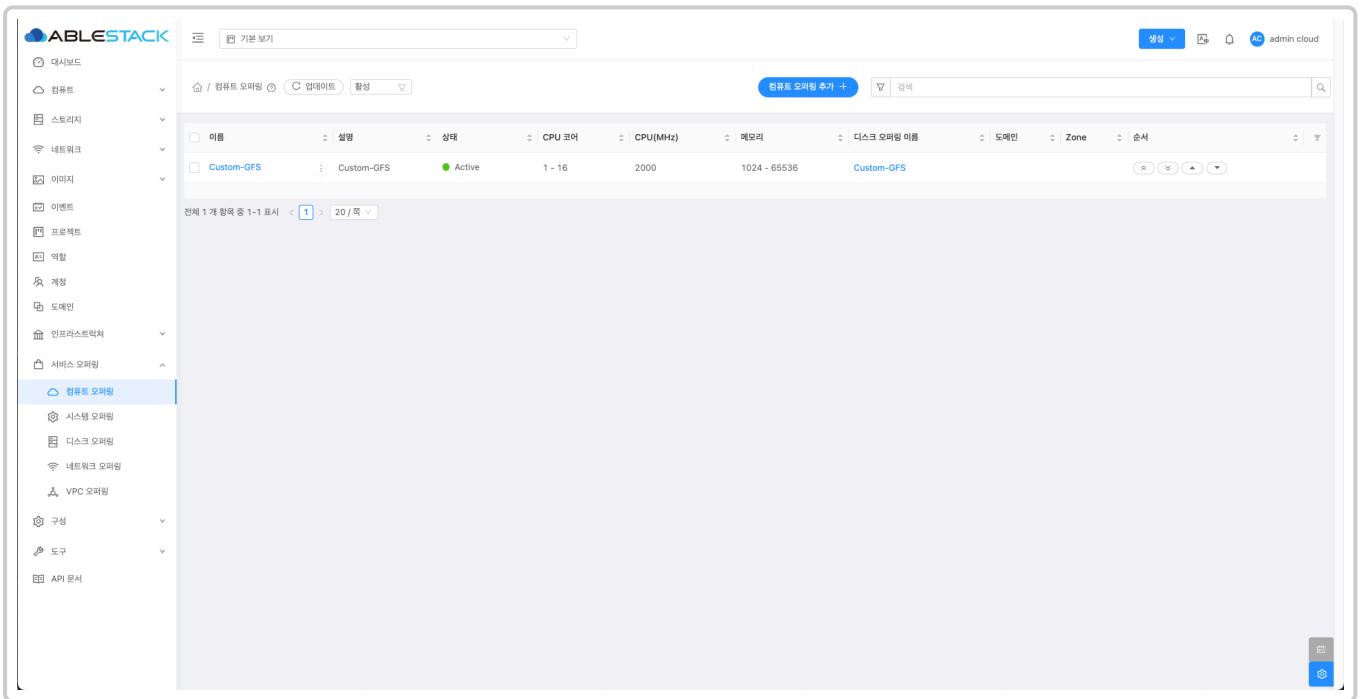 ABLESTACK
기본 보기
생성
AC admin cloud
대시보드
컴퓨트
스토리지
네트워크
이미지
이벤트
프로젝트
역할
계정
도메인
인프라스트럭쳐
서비스 오퍼링
컴퓨트 오퍼링
시스템 오퍼링
디스크 오퍼링
네트워크 오퍼링
VPC 오퍼링
구성
도구
API 문서
/ 컴퓨트 오퍼링 업데이트 활성
컴퓨트 오퍼링 추가 +
검색
이름 설명 상태 CPU 코어 CPU(MHz) 메모리 디스크 오퍼링 이름 도메인 Zone 순서
Custom-GFS Custom-GFS Active 1 - 16 2000 1024 - 65536 Custom-GFS
전체 1 개 항목 중 1-1 표시 < 1 > 20 / 쪽